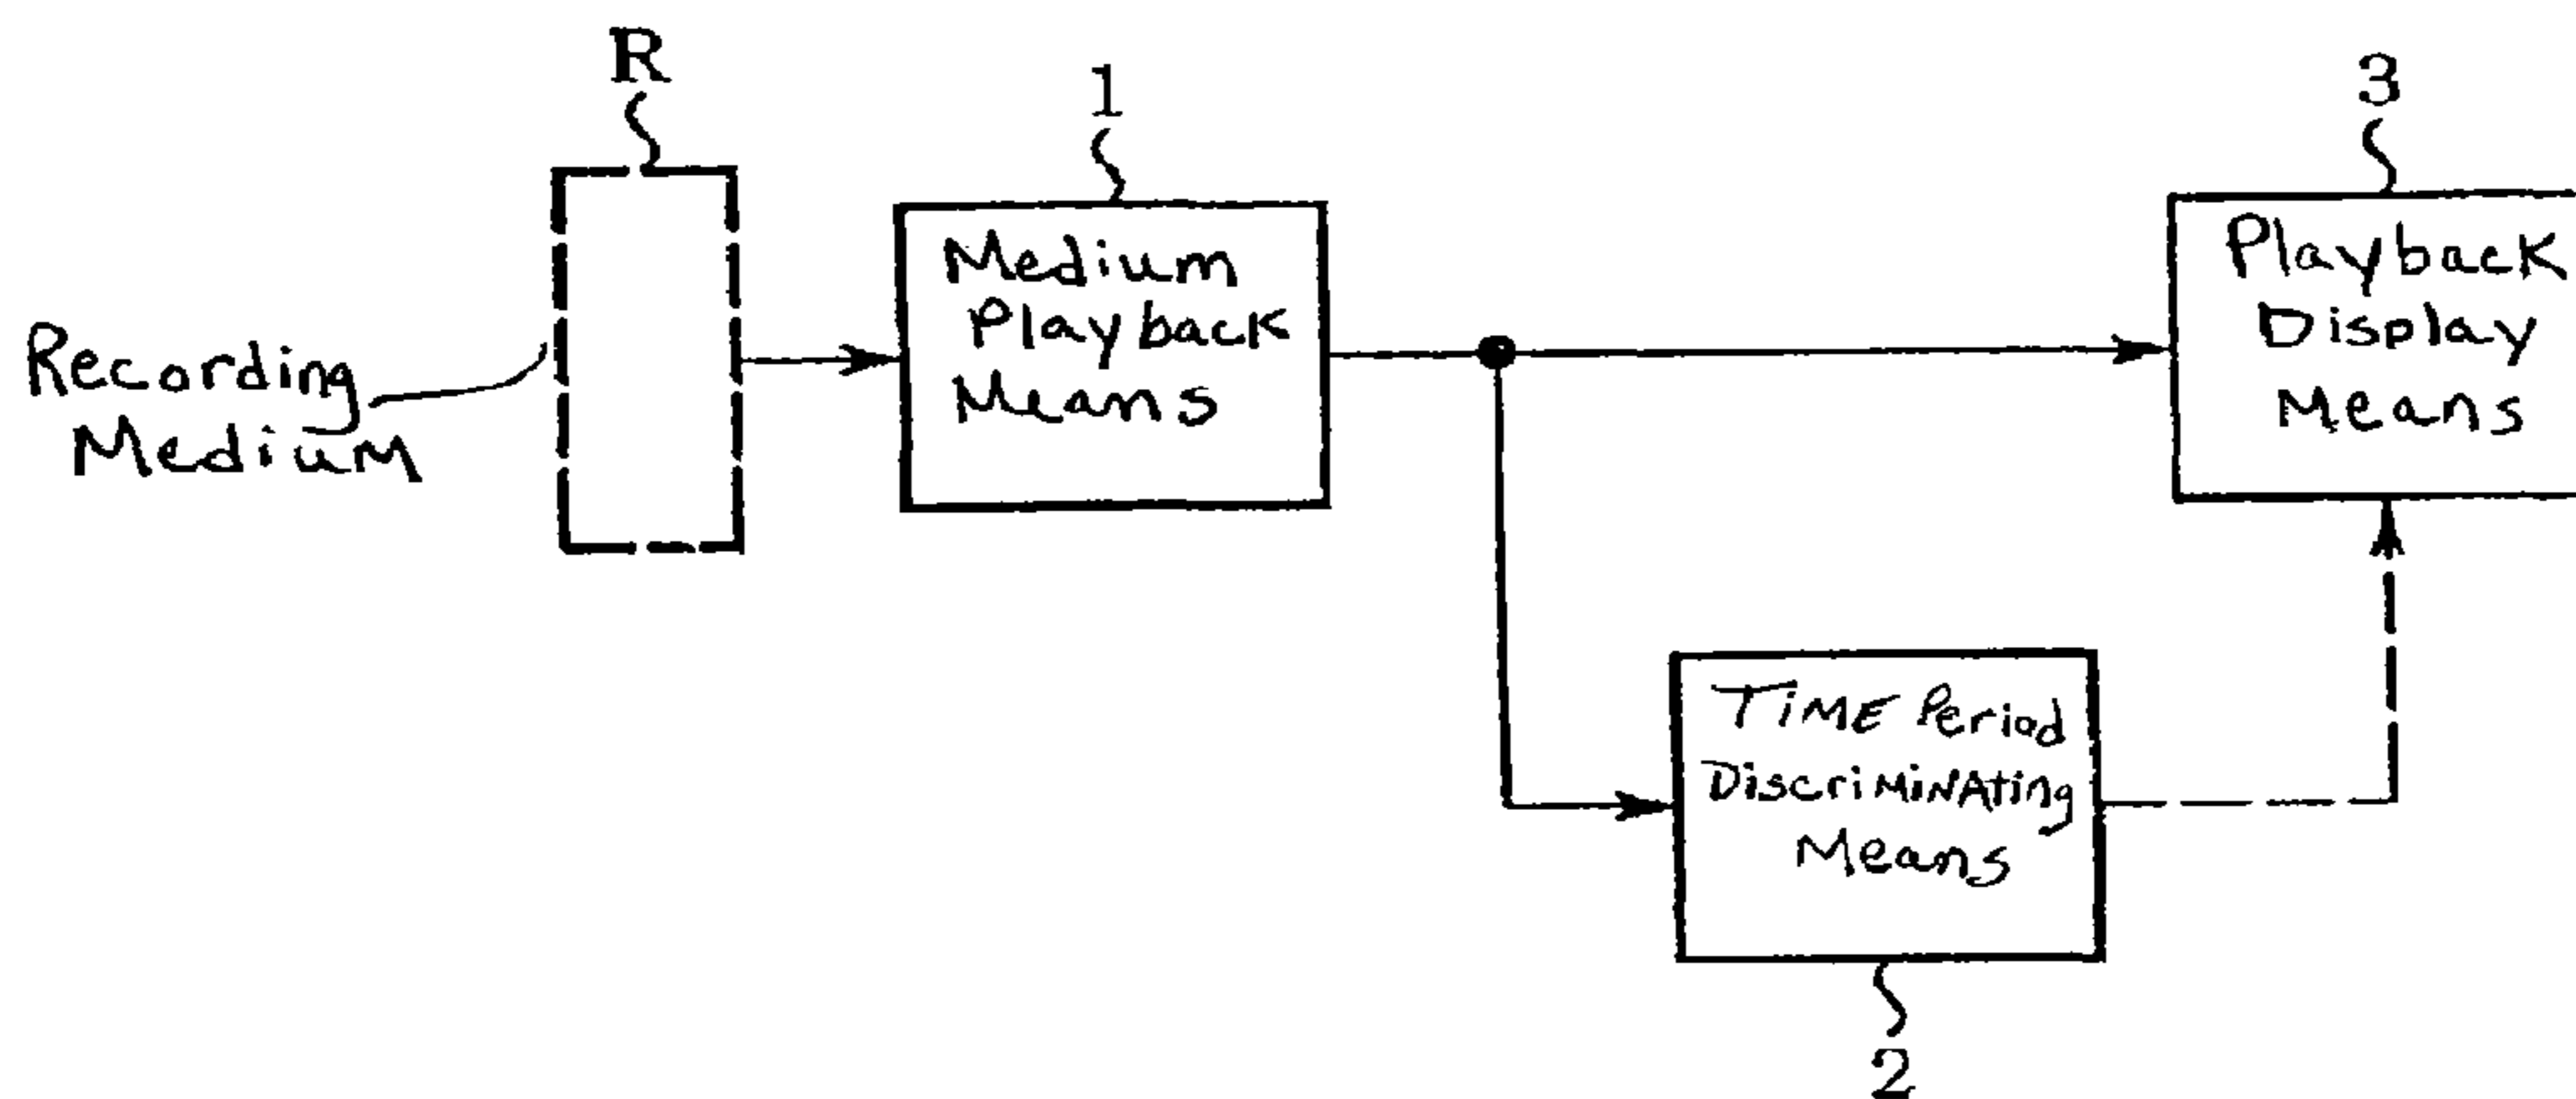 R
1
3
Recording
Medium
Medium
Playback
Means
Playback
Display
Means
TiME Period
DiscriMiNAting
Means
2